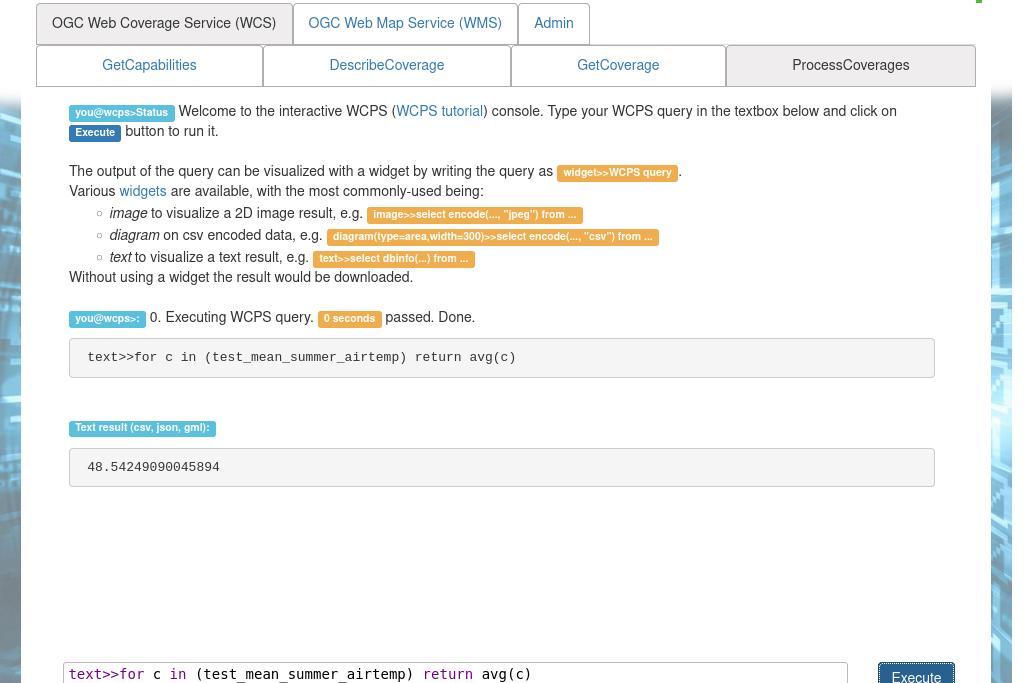 OGC Web Coverage Service (WCS) OGC Web Map Service (WMS) Admin
GetCapabilities DescribeCoverage GetCoverage ProcessCoverages
you@wcps>Status Welcome to the interactive WCPS (WCPS tutorial) console. Type your WCPS query in the textbox below and click on
Execute button to run it.
The output of the query can be visualized with a widget by writing the query as widget>>WCPS query.
Various widgets are available, with the most commonly-used being:
○ image to visualize a 2D image result, e.g. image>>select encode(..., "jpeg") from ...
○ diagram on csv encoded data, e.g. diagram(type=area,width=300)>>select encode(..., "csv") from ...
○ text to visualize a text result, e.g. text>>select dbinfo(...) from ...
Without using a widget the result would be downloaded.
you@wcps>: 0. Executing WCPS query. 0 seconds passed. Done.
text>>for c in (test_mean_summer_airtemp) return avg(c)
Text result (csv, json, gml):
48.54249090045894
text>>for c in (test_mean_summer_airtemp) return avg(c) Execute